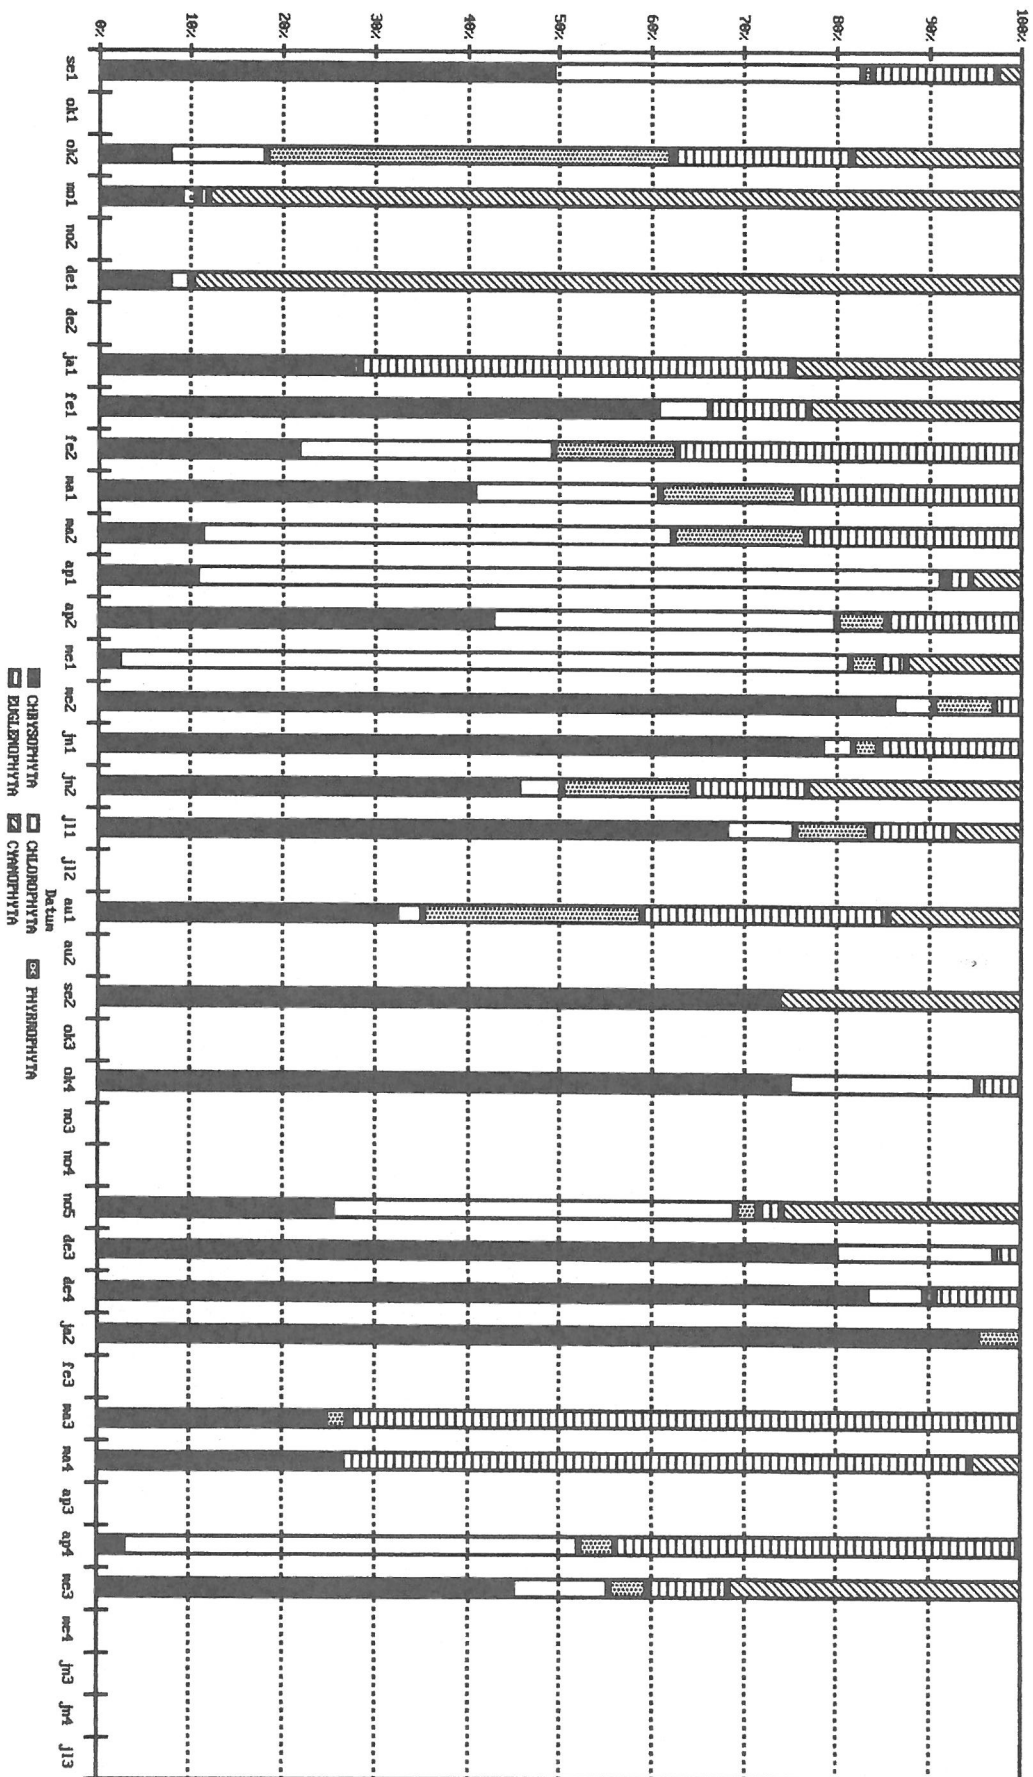 100%
90%
80%
70%
60%
50%
40%
30%
20%
10%
0%
se1 ok1 ok2 no1 no2 de1 de2 ja1 fe1 fe2 ma1 ma2 ap1 ap2 me1 me2 jn1 jn2 jl1 jl2 au1 au2 se2 ok3 ok4 no3 no4 no5 de3 de4 ja2 fe3 ma3 ma4 ap3 ap4 me3 me4 jn3 jn4 jl3
Datum
CHRYSOPHYTA CHLOROPHYTA PHYRROPHYTA
EUGLENOPHYTA CYANOPHYTA